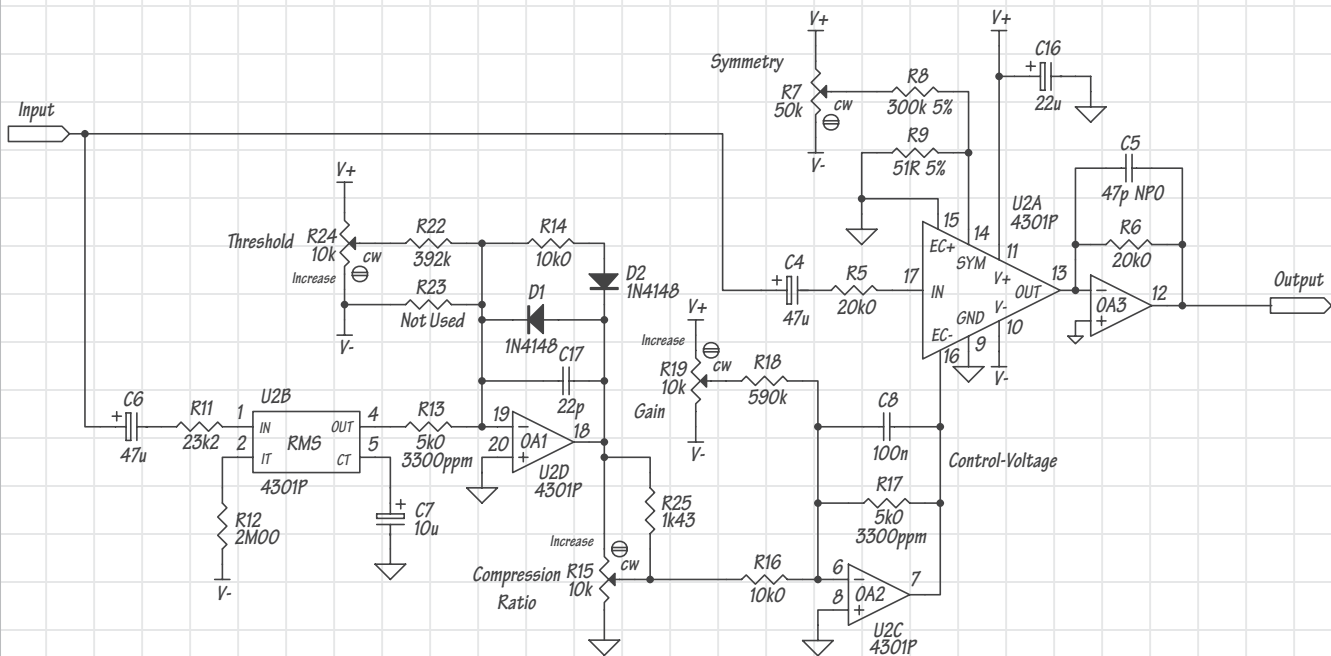 V+
V+
Symmetry
R7
50k
cw
V-
R8
300k 5%
R9
51R 5%
C16
+
22u
Input
C5
47p NPO
R6
20k0
U2A
4301P
15
14
11
EC+
SYM
V+
17
IN
OUT
13
V-
GND
10
EC-
16
9
V-
OA3
-
+
12
Output
V+
Threshold
R24
10k
Increase
cw
V-
R22
392k
R23
Not Used
R14
10k0
D2
1N4148
D1
1N4148
C17
22p
C4
+
47u
R5
20k0
V+
Increase
cw
R19
10k
Gain
V-
R18
590k
C8
100n
Control-Voltage
R17
5k0
3300ppm
C6
+
47u
R11
23k2
U2B
1
2
IN
IT
RMS
OUT
CT
4
5
4301P
R13
5k0
3300ppm
19
20
-
+
OA1
18
U2D
4301P
R12
2M00
V-
+
C7
10u
R25
1k43
Increase
cw
Compression
Ratio
R15
10k
R16
10k0
6
8
-
+
OA2
7
U2C
4301P